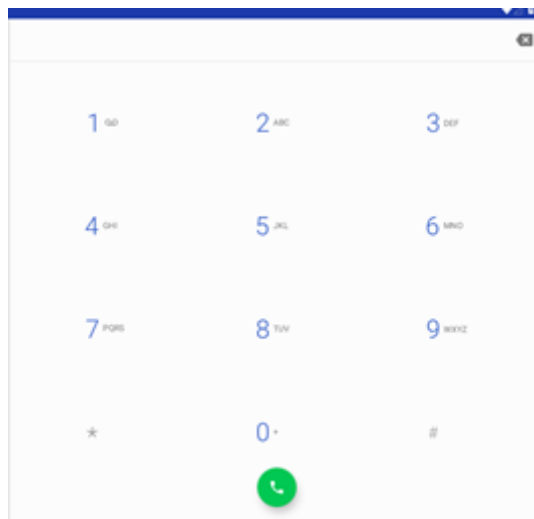 1
2 ABC
3 DEF
4 GHI
5 JKL
6 MNO
7 PQRS
8 TUV
9 WXYZ
*
0 +
#